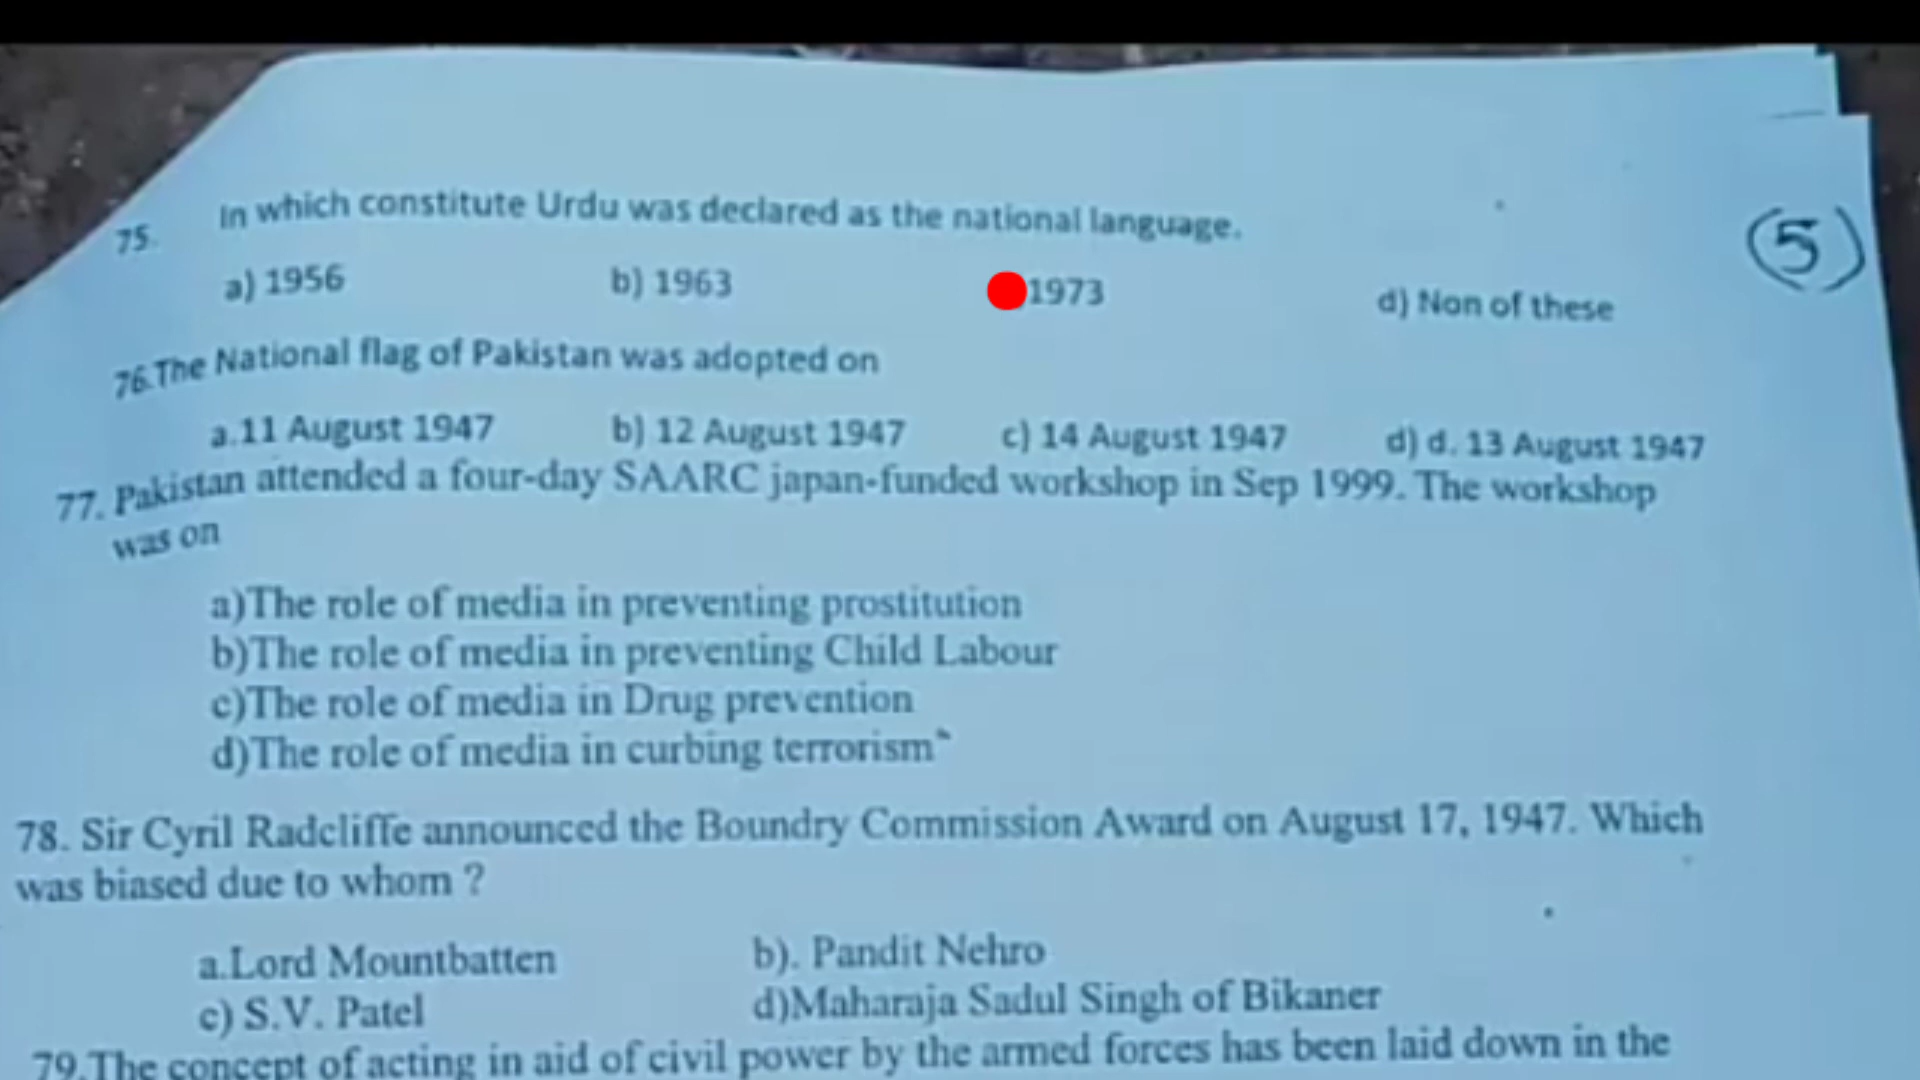 75. In which constitute Urdu was declared as the national language.
(5)
a) 1956 b) 1963 1973 d) Non of these
76.The National flag of Pakistan was adopted on
a.11 August 1947 b) 12 August 1947 c) 14 August 1947 d) d. 13 August 1947
77. Pakistan attended a four-day SAARC japan-funded workshop in Sep 1999. The workshop
was on
a)The role of media in preventing prostitution
b)The role of media in preventing Child Labour
c)The role of media in Drug prevention
d)The role of media in curbing terrorism
78. Sir Cyril Radcliffe announced the Boundry Commission Award on August 17, 1947. Which
was biased due to whom ?
a.Lord Mountbatten b). Pandit Nehro
c) S.V. Patel d)Maharaja Sadul Singh of Bikaner
79.The concept of acting in aid of civil power by the armed forces has been laid down in the